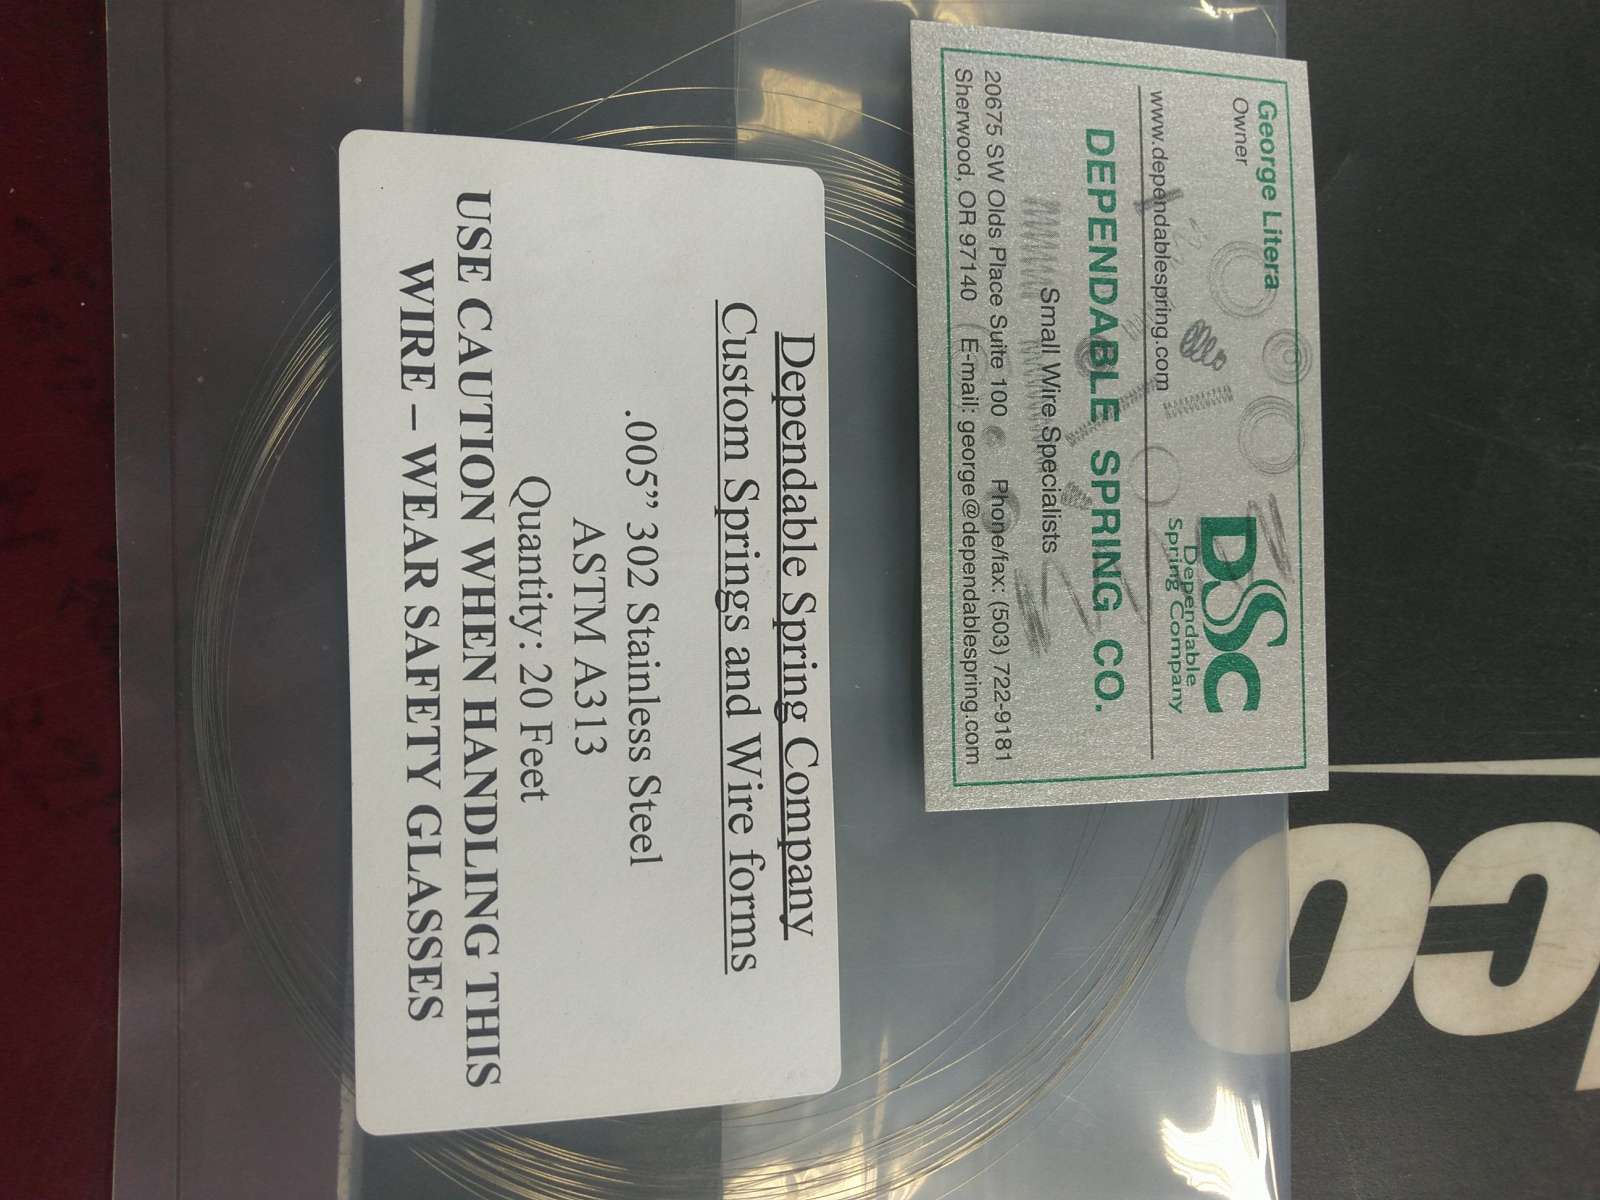 George Litera
Owner
DSC
Dependable
Spring Company
www.dependablespring.com
DEPENDABLE SPRING CO.
Small Wire Specialists
20675 SW Olds Place Suite 100 Phone/fax: (503) 722-9181
Sherwood, OR 97140 E-mail: george@dependablespring.com
Dependable Spring Company
Custom Springs and Wire forms
.005” 302 Stainless Steel
ASTM A313
Quantity: 20 Feet
USE CAUTION WHEN HANDLING THIS
WIRE – WEAR SAFETY GLASSES